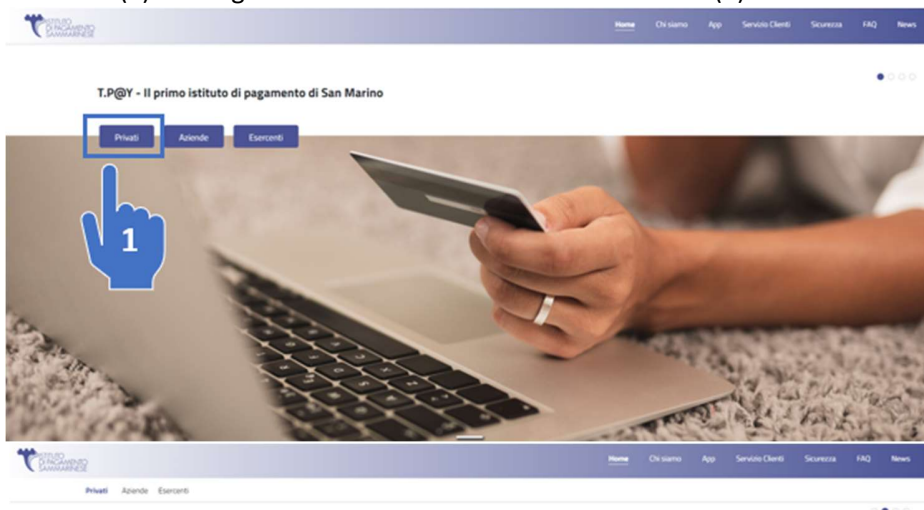 ISTITUTO
DI PAGAMENTO
SAMMARINESE
Home Chi siamo App Servizio Clienti Sicurezza FAQ News
T.P@Y - Il primo istituto di pagamento di San Marino
Privati Aziende Esercenti
1
ISTITUTO
DI PAGAMENTO
SAMMARINESE
Home Chi siamo App Servizio Clienti Sicurezza FAQ News
Privati Aziende Esercenti